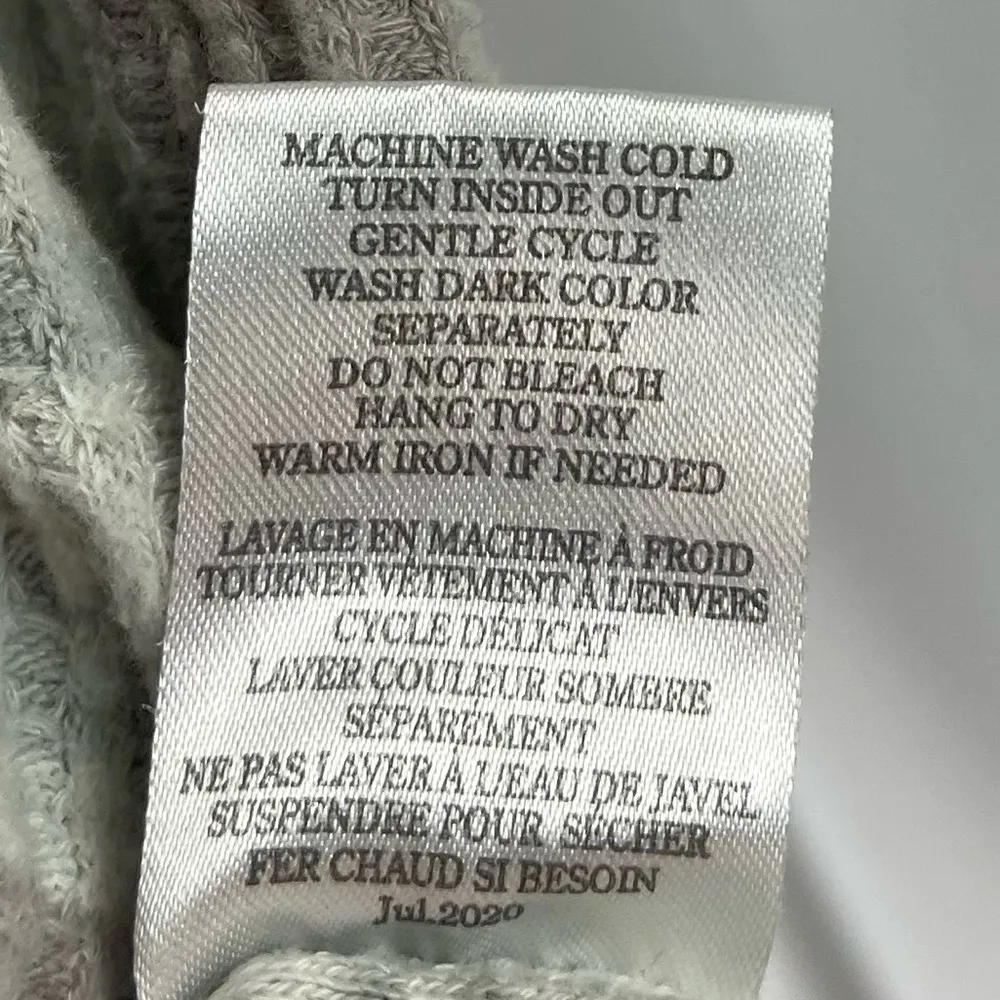 MACHINE WASH COLD
TURN INSIDE OUT
GENTLE CYCLE
WASH DARK COLOR
SEPARATELY
DO NOT BLEACH
HANG TO DRY
WARM IRON IF NEEDED
LAVAGE EN MACHINE À FROID
TOURNER VÊTEMENT À L'ENVERS
CYCLE DÉLICAT
LAVER COULEUR SOMBRE
SÉPARÉMENT
NE PAS LAVER À L'EAU DE JAVEL
SUSPENDRE POUR SÉCHER
FER CHAUD SI BESOIN
Jul.2020